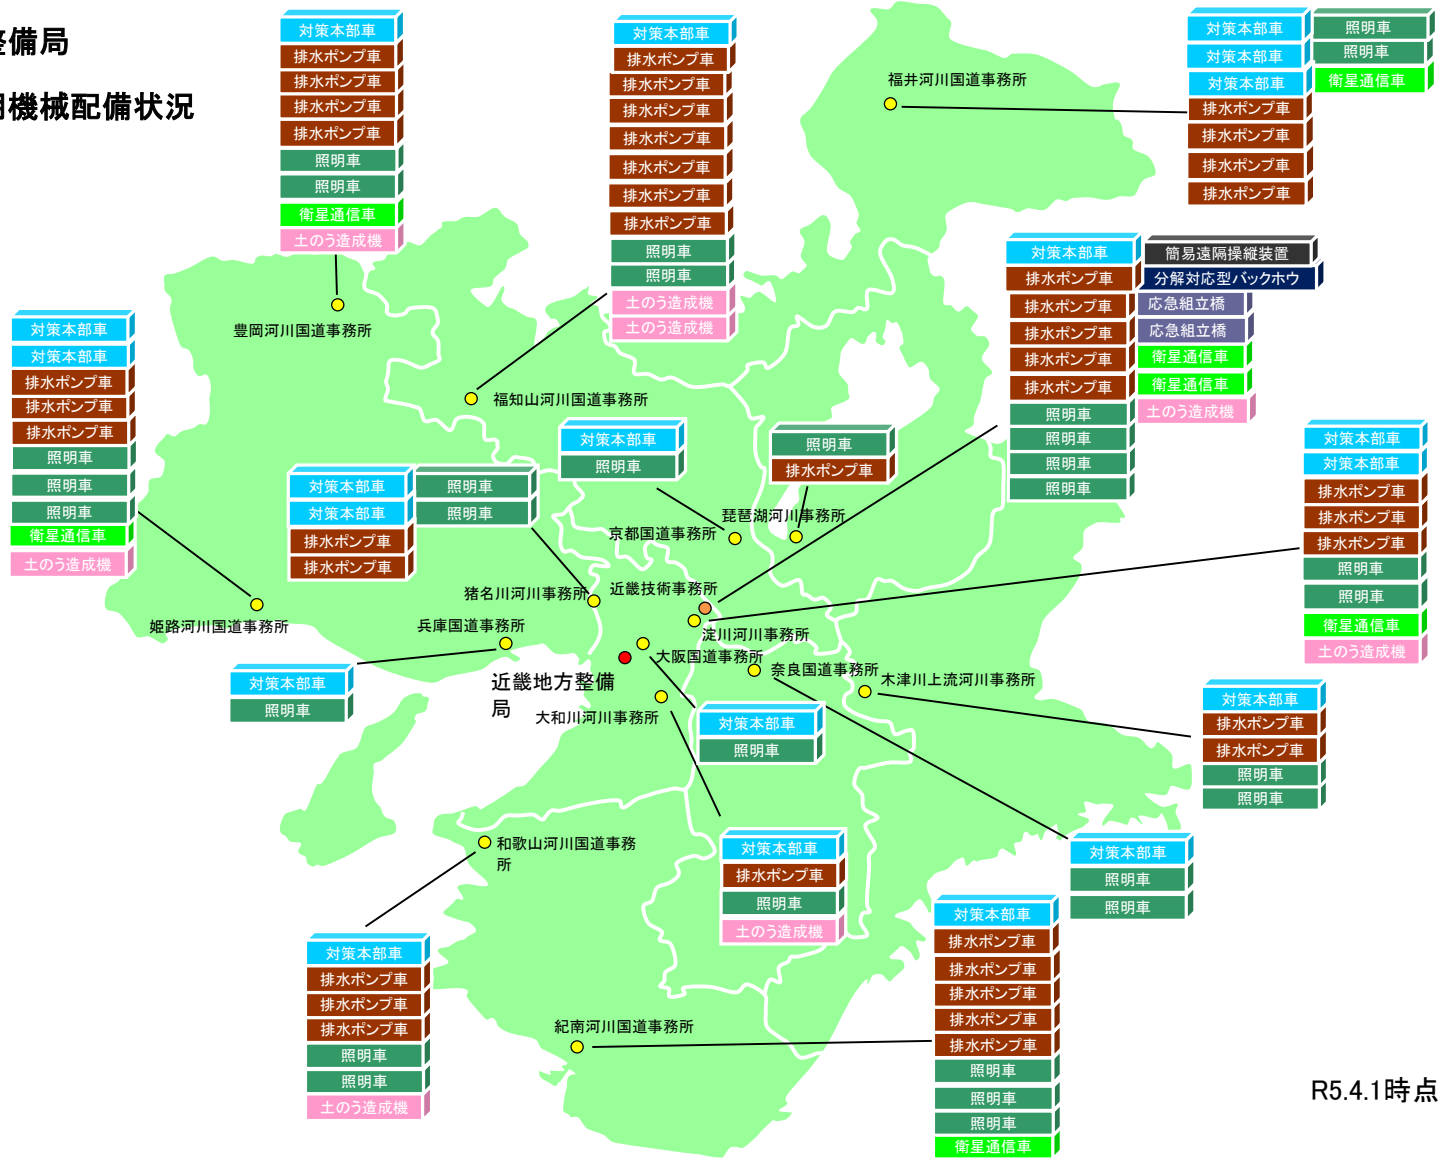 整備局
用機械配備状況
対策本部車
排水ポンプ車
排水ポンプ車
排水ポンプ車
排水ポンプ車
照明車
照明車
衛星通信車
土のう造成機
豊岡河川国道事務所
対策本部車
排水ポンプ車
排水ポンプ車
排水ポンプ車
排水ポンプ車
排水ポンプ車
排水ポンプ車
排水ポンプ車
照明車
照明車
土のう造成機
土のう造成機
福知山河川国道事務所
福井河川国道事務所
対策本部車
対策本部車
対策本部車
排水ポンプ車
排水ポンプ車
排水ポンプ車
排水ポンプ車
照明車
照明車
衛星通信車
対策本部車
排水ポンプ車
排水ポンプ車
排水ポンプ車
排水ポンプ車
排水ポンプ車
照明車
照明車
照明車
照明車
簡易遠隔操縦装置
分解対応型バックホウ
応急組立橋
応急組立橋
衛星通信車
衛星通信車
土のう造成機
対策本部車
対策本部車
排水ポンプ車
排水ポンプ車
排水ポンプ車
照明車
照明車
照明車
衛星通信車
土のう造成機
姫路河川国道事務所
対策本部車
対策本部車
排水ポンプ車
排水ポンプ車
照明車
照明車
猪名川河川事務所
対策本部車
照明車
京都国道事務所
照明車
排水ポンプ車
琵琶湖河川事務所
近畿技術事務所
淀川河川事務所
対策本部車
対策本部車
排水ポンプ車
排水ポンプ車
排水ポンプ車
照明車
照明車
衛星通信車
土のう造成機
兵庫国道事務所
対策本部車
照明車
近畿地方整備
局
大阪国道事務所
対策本部車
照明車
奈良国道事務所
木津川上流河川事務所
対策本部車
排水ポンプ車
排水ポンプ車
照明車
照明車
大和川河川事務所
対策本部車
排水ポンプ車
照明車
土のう造成機
対策本部車
照明車
照明車
和歌山河川国道事務
所
対策本部車
排水ポンプ車
排水ポンプ車
排水ポンプ車
照明車
照明車
土のう造成機
紀南河川国道事務所
対策本部車
排水ポンプ車
排水ポンプ車
排水ポンプ車
排水ポンプ車
排水ポンプ車
照明車
照明車
照明車
衛星通信車
R5.4.1時点